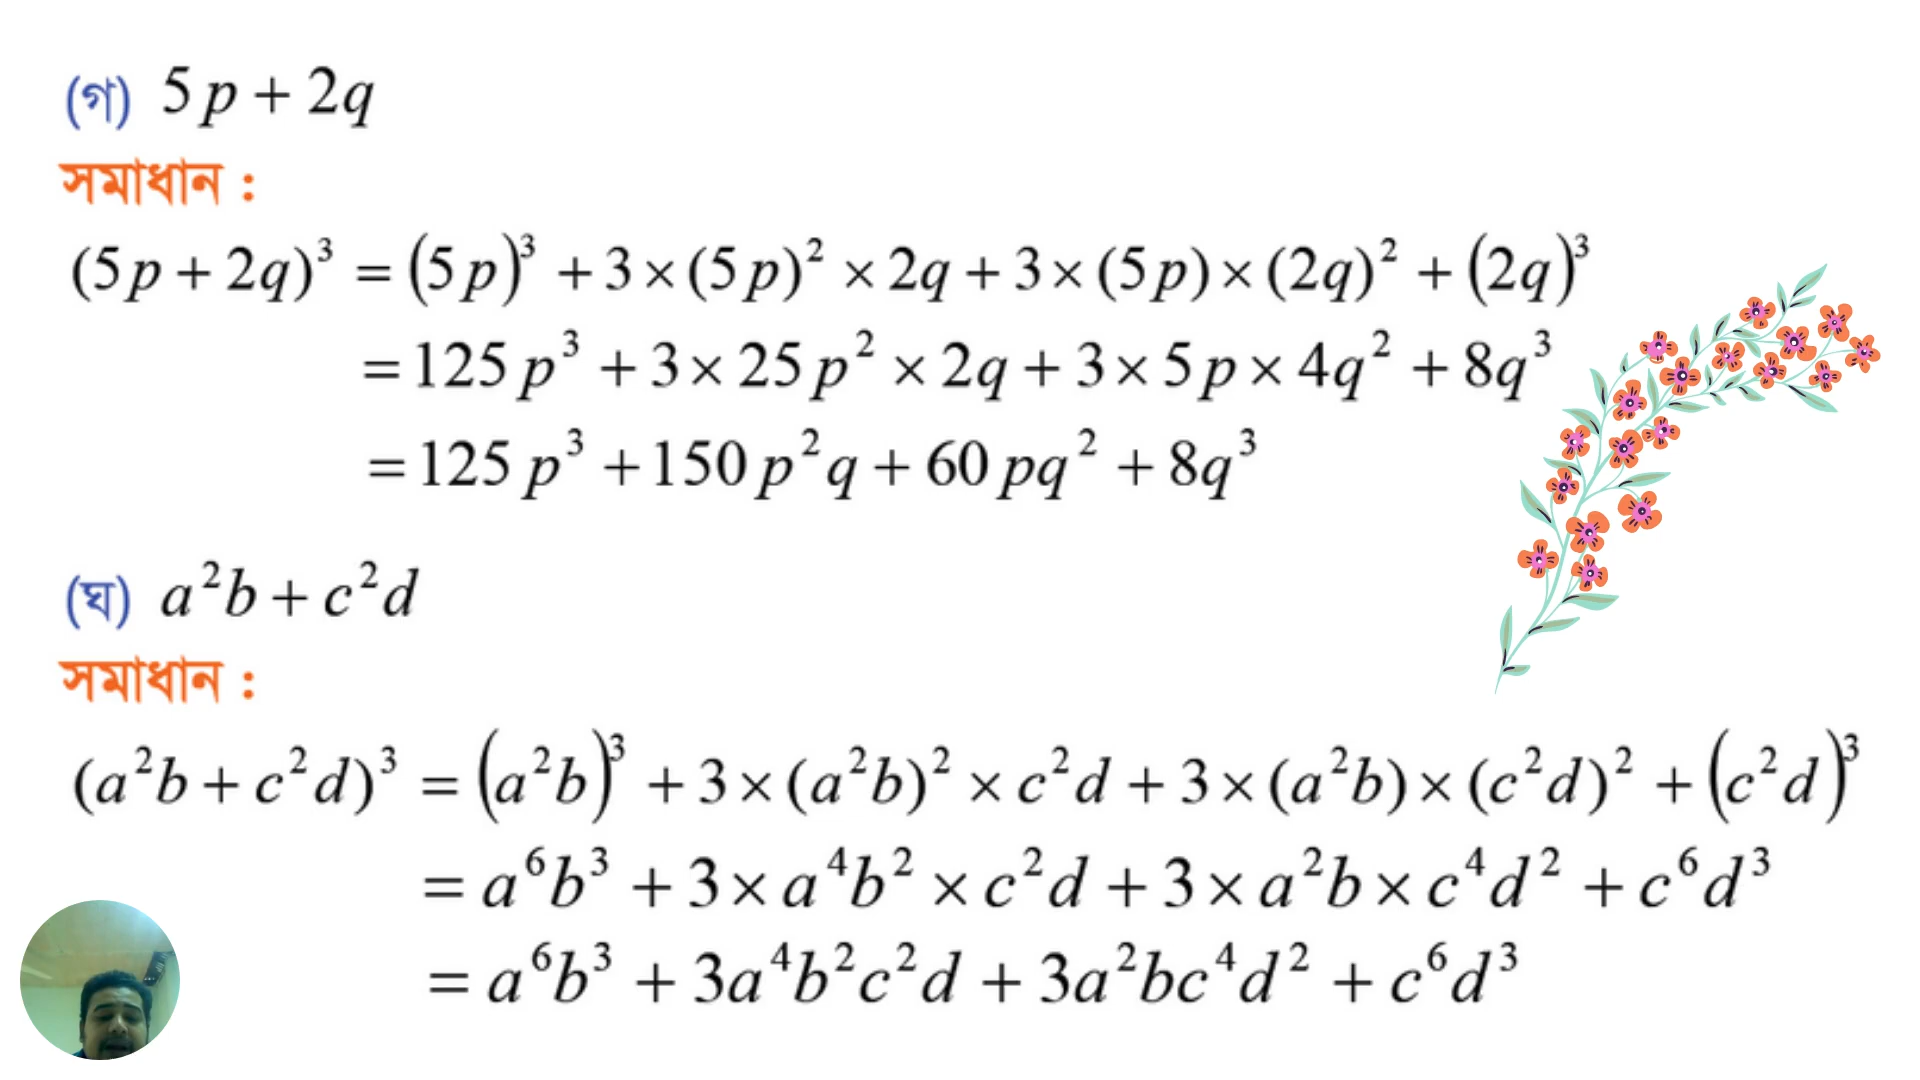 (গ) 5p + 2q
সমাধান :
(5p + 2q)³ = (5p)³ + 3 × (5p)² × 2q + 3 × (5p) × (2q)² + (2q)³
= 125p³ + 3 × 25p² × 2q + 3 × 5p × 4q² + 8q³
= 125p³ + 150p²q + 60pq² + 8q³
(ঘ) a²b + c²d
সমাধান :
(a²b + c²d)³ = (a²b)³ + 3 × (a²b)² × c²d + 3 × (a²b) × (c²d)² + (c²d)³
= a⁶b³ + 3 × a⁴b² × c²d + 3 × a²b × c⁴d² + c⁶d³
= a⁶b³ + 3a⁴b²c²d + 3a²bc⁴d² + c⁶d³